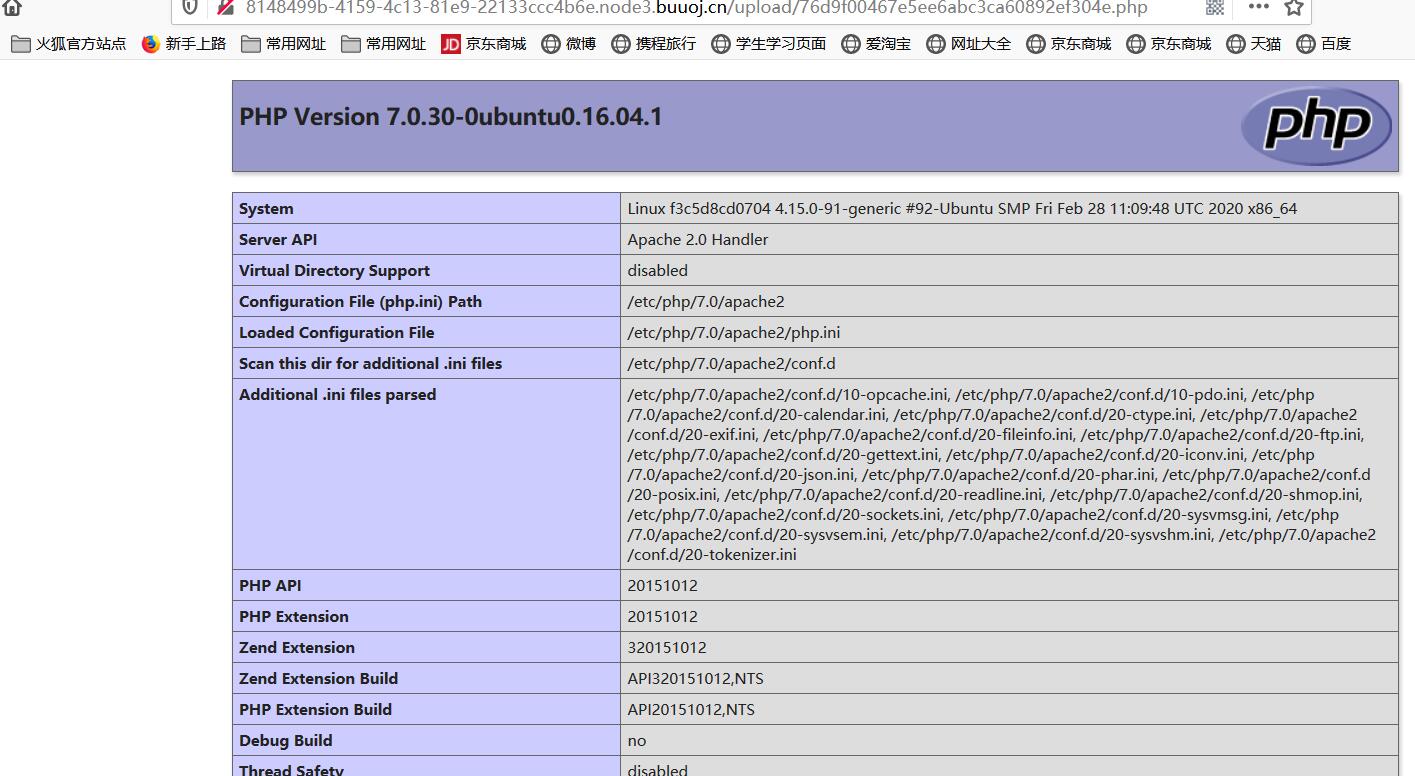 8148499b-4159-4c13-81e9-22133ccc4b6e.node3.buuoj.cn/upload/76d9f00467e5ee6abc3ca60892ef304e.php
火狐官方站点 新手上路 常用网址 常用网址 JD 京东商城 微博 携程旅行 学生学习页面 爱淘宝 网址大全 京东商城 京东商城 天猫 百度
PHP Version 7.0.30-0ubuntu0.16.04.1 php
System Linux f3c5d8cd0704 4.15.0-91-generic #92-Ubuntu SMP Fri Feb 28 11:09:48 UTC 2020 x86_64
Server API Apache 2.0 Handler
Virtual Directory Support disabled
Configuration File (php.ini) Path /etc/php/7.0/apache2
Loaded Configuration File /etc/php/7.0/apache2/php.ini
Scan this dir for additional .ini files /etc/php/7.0/apache2/conf.d
Additional .ini files parsed /etc/php/7.0/apache2/conf.d/10-opcache.ini, /etc/php/7.0/apache2/conf.d/10-pdo.ini, /etc/php
/7.0/apache2/conf.d/20-calendar.ini, /etc/php/7.0/apache2/conf.d/20-ctype.ini, /etc/php/7.0/apache2
/conf.d/20-exif.ini, /etc/php/7.0/apache2/conf.d/20-fileinfo.ini, /etc/php/7.0/apache2/conf.d/20-ftp.ini,
/etc/php/7.0/apache2/conf.d/20-gettext.ini, /etc/php/7.0/apache2/conf.d/20-iconv.ini, /etc/php
/7.0/apache2/conf.d/20-json.ini, /etc/php/7.0/apache2/conf.d/20-phar.ini, /etc/php/7.0/apache2/conf.d
/20-posix.ini, /etc/php/7.0/apache2/conf.d/20-readline.ini, /etc/php/7.0/apache2/conf.d/20-shmop.ini,
/etc/php/7.0/apache2/conf.d/20-sockets.ini, /etc/php/7.0/apache2/conf.d/20-sysvmsg.ini, /etc/php
/7.0/apache2/conf.d/20-sysvsem.ini, /etc/php/7.0/apache2/conf.d/20-sysvshm.ini, /etc/php/7.0/apache2
/conf.d/20-tokenizer.ini
PHP API 20151012
PHP Extension 20151012
Zend Extension 320151012
Zend Extension Build API320151012,NTS
PHP Extension Build API20151012,NTS
Debug Build no
Thread Safety disabled